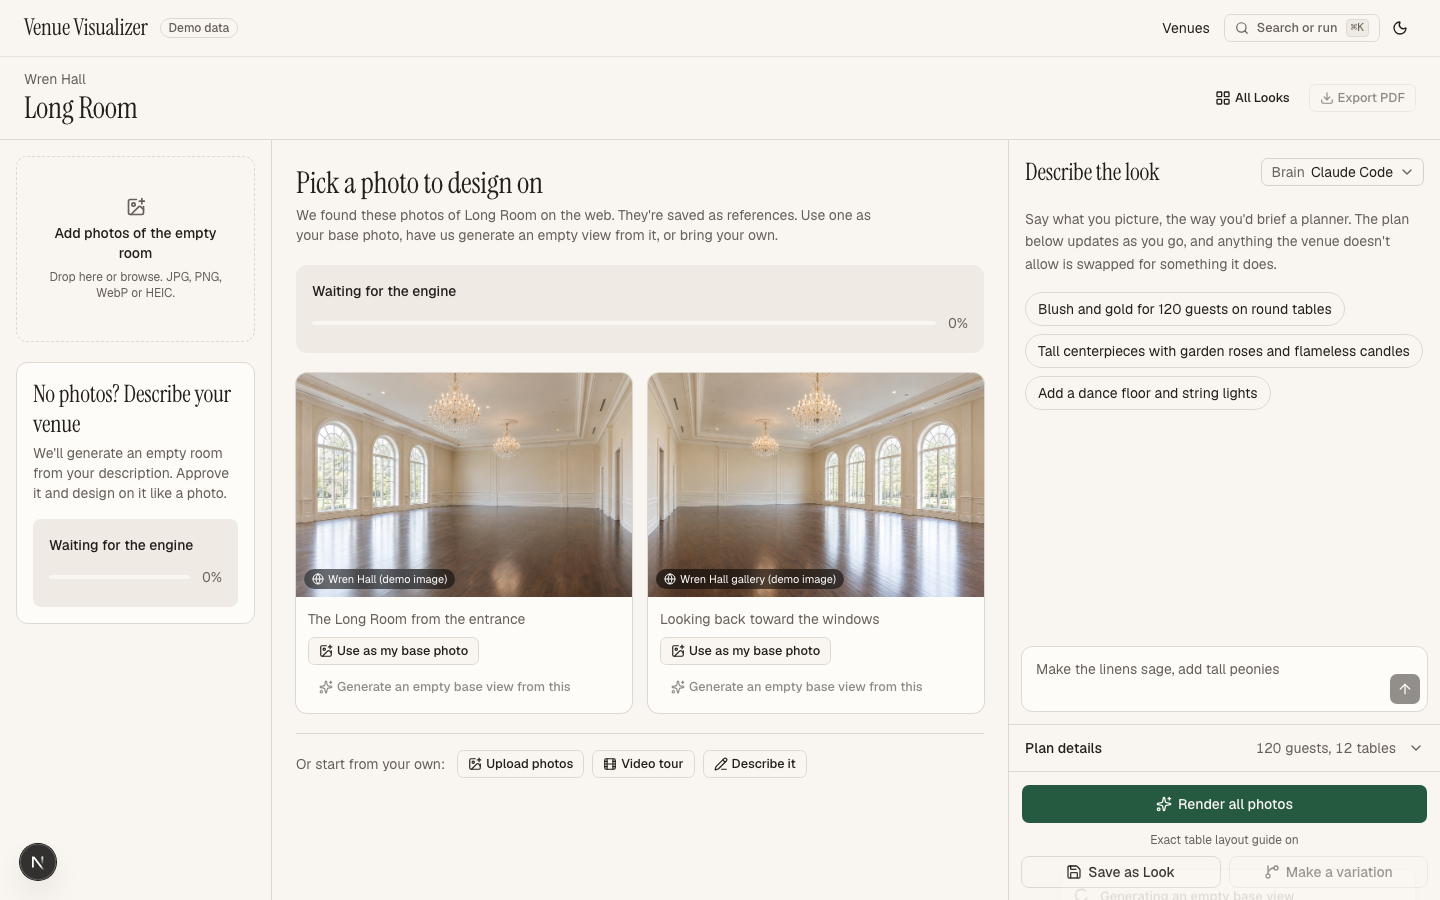 Venue Visualizer
Demo data
Venues
Search or run
⌘K
Wren Hall
Long Room
All Looks
Export PDF
Add photos of the empty
room
Drop here or browse. JPG, PNG,
WebP or HEIC.
No photos? Describe your
venue
We'll generate an empty room
from your description. Approve
it and design on it like a photo.
Waiting for the engine
0%
Pick a photo to design on
We found these photos of Long Room on the web. They're saved as references. Use one as
your base photo, have us generate an empty view from it, or bring your own.
Waiting for the engine
0%
Wren Hall (demo image)
The Long Room from the entrance
Use as my base photo
Generate an empty base view from this
Wren Hall gallery (demo image)
Looking back toward the windows
Use as my base photo
Generate an empty base view from this
Or start from your own:
Upload photos
Video tour
Describe it
Describe the look
Brain Claude Code
Say what you picture, the way you'd brief a planner. The plan
below updates as you go, and anything the venue doesn't
allow is swapped for something it does.
Blush and gold for 120 guests on round tables
Tall centerpieces with garden roses and flameless candles
Add a dance floor and string lights
Make the linens sage, add tall peonies
Plan details
120 guests, 12 tables
Render all photos
Exact table layout guide on
Save as Look
Make a variation
Generating an empty base view
N